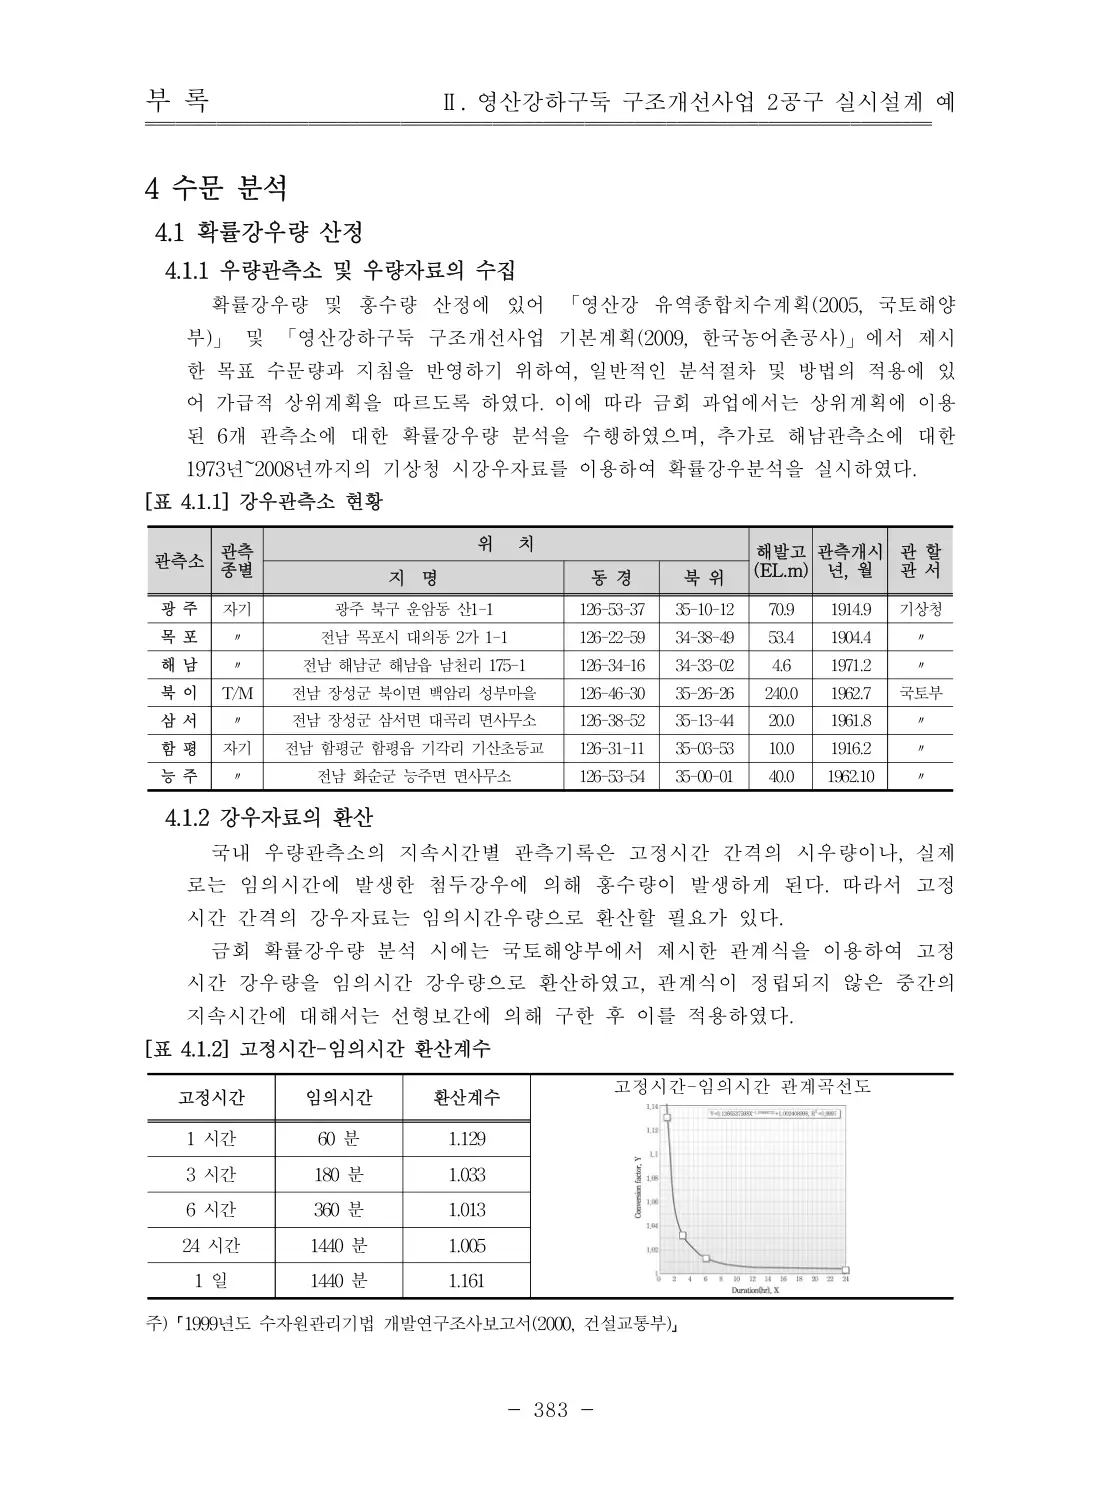 부 록
Ⅱ. 영산강하구둑 구조개선사업 2공구 실시설계 예
4 수문 분석
4.1 확률강우량 산정
4.1.1 우량관측소 및 우량자료의 수집
확률강우량 및 홍수량 산정에 있어 「영산강 유역종합치수계획(2005, 국토해양
부)」 및 「영산강하구둑 구조개선사업 기본계획(2009, 한국농어촌공사)」에서 제시
한 목표 수문량과 지침을 반영하기 위하여, 일반적인 분석절차 및 방법의 적용에 있
어 가급적 상위계획을 따르도록 하였다. 이에 따라 금회 과업에서는 상위계획에 이용
된 6개 관측소에 대한 확률강우량 분석을 수행하였으며, 추가로 해남관측소에 대한
1973년~2008년까지의 기상청 시강우자료를 이용하여 확률강우분석을 실시하였다.
[표 4.1.1] 강우관측소 현황
관측소 관측종별 위 치 해발고(EL.m) 관측개시 년, 월 관 할 관 서
지 명 동 경 북 위
광 주 자기 광주 북구 운암동 산1-1 126-53-37 35-10-12 70.9 1914.9 기상청
목 포 〃 전남 목포시 대의동 2가 1-1 126-22-59 34-38-49 53.4 1904.4 〃
해 남 〃 전남 해남군 해남읍 남천리 175-1 126-34-16 34-33-02 4.6 1971.2 〃
북 이 T/M 전남 장성군 북이면 백암리 성부마을 126-46-30 35-26-26 240.0 1962.7 국토부
삼 서 〃 전남 장성군 삼서면 대곡리 면사무소 126-38-52 35-13-44 20.0 1961.8 〃
함 평 자기 전남 함평군 함평읍 기각리 기산초등교 126-31-11 35-03-53 10.0 1916.2 〃
능 주 〃 전남 화순군 능주면 면사무소 126-53-54 35-00-01 40.0 1962.10 〃
4.1.2 강우자료의 환산
국내 우량관측소의 지속시간별 관측기록은 고정시간 간격의 시우량이나, 실제
로는 임의시간에 발생한 첨두강우에 의해 홍수량이 발생하게 된다. 따라서 고정
시간 간격의 강우자료는 임의시간우량으로 환산할 필요가 있다.
금회 확률강우량 분석 시에는 국토해양부에서 제시한 관계식을 이용하여 고정
시간 강우량을 임의시간 강우량으로 환산하였고, 관계식이 정립되지 않은 중간의
지속시간에 대해서는 선형보간에 의해 구한 후 이를 적용하였다.
[표 4.1.2] 고정시간-임의시간 환산계수
고정시간 임의시간 환산계수
1 시간 60 분 1.129
3 시간 180 분 1.033
6 시간 360 분 1.013
24 시간 1440 분 1.005
1 일 1440 분 1.161
고정시간-임의시간 관계곡선도
1.14
1.12
1.1
1.08
1.06
1.04
1.02
1
Conversion factor, Y
0 2 4 6 8 10 12 14 16 18 20 22 24
Duration(hr), X
주) 「1999년도 수자원관리기법 개발연구조사보고서(2000, 건설교통부)」
- 383 -